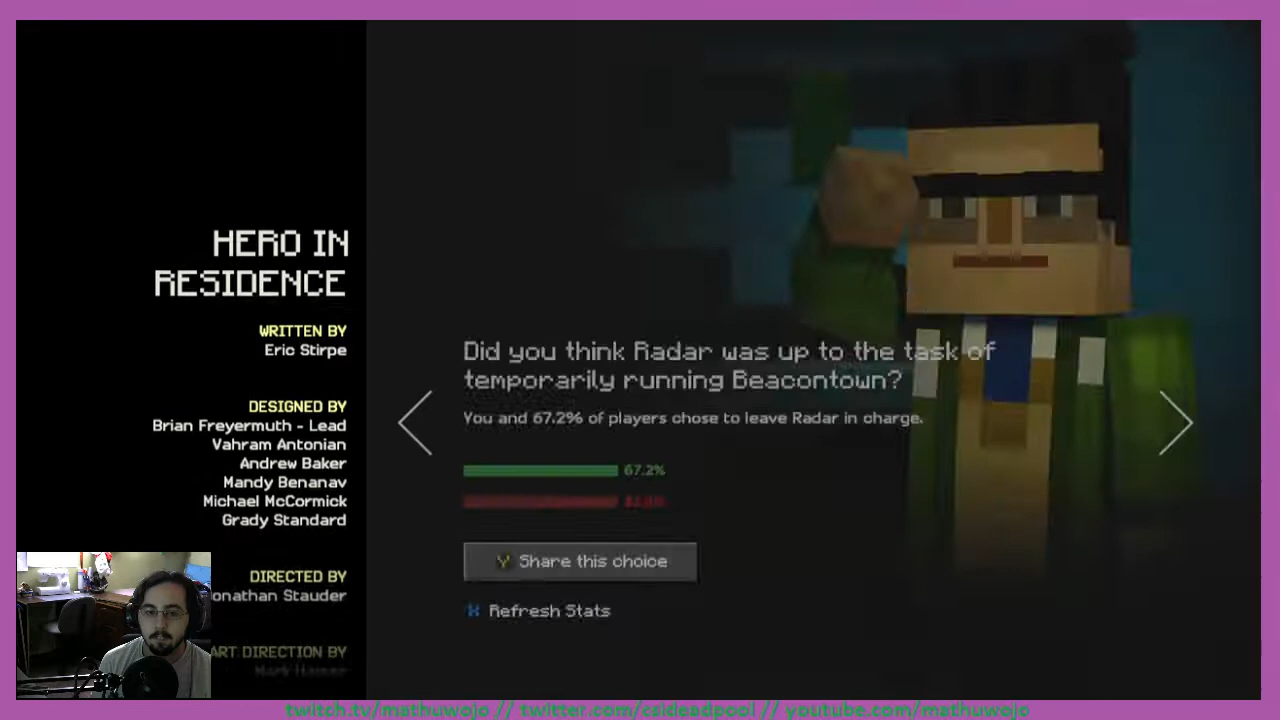 HERO IN
RESIDENCE
WRITTEN BY
Eric Stirpe
DESIGNED BY
Brian Freyermuth - Lead
Vahram Antonian
Andrew Baker
Mandy Benanav
Michael McCormick
Grady Standard
DIRECTED BY
onathan Stauder
ART DIRECTION BY
Did you think Radar was up to the task of
temporarily running Beacontown?
You and 67.2% of players chose to leave Radar in charge.
67.2%
Y Share this choice
X Refresh Stats
twitch.tv/mathuwojo // twitter.com/csideadpool // youtube.com/mathuwojo